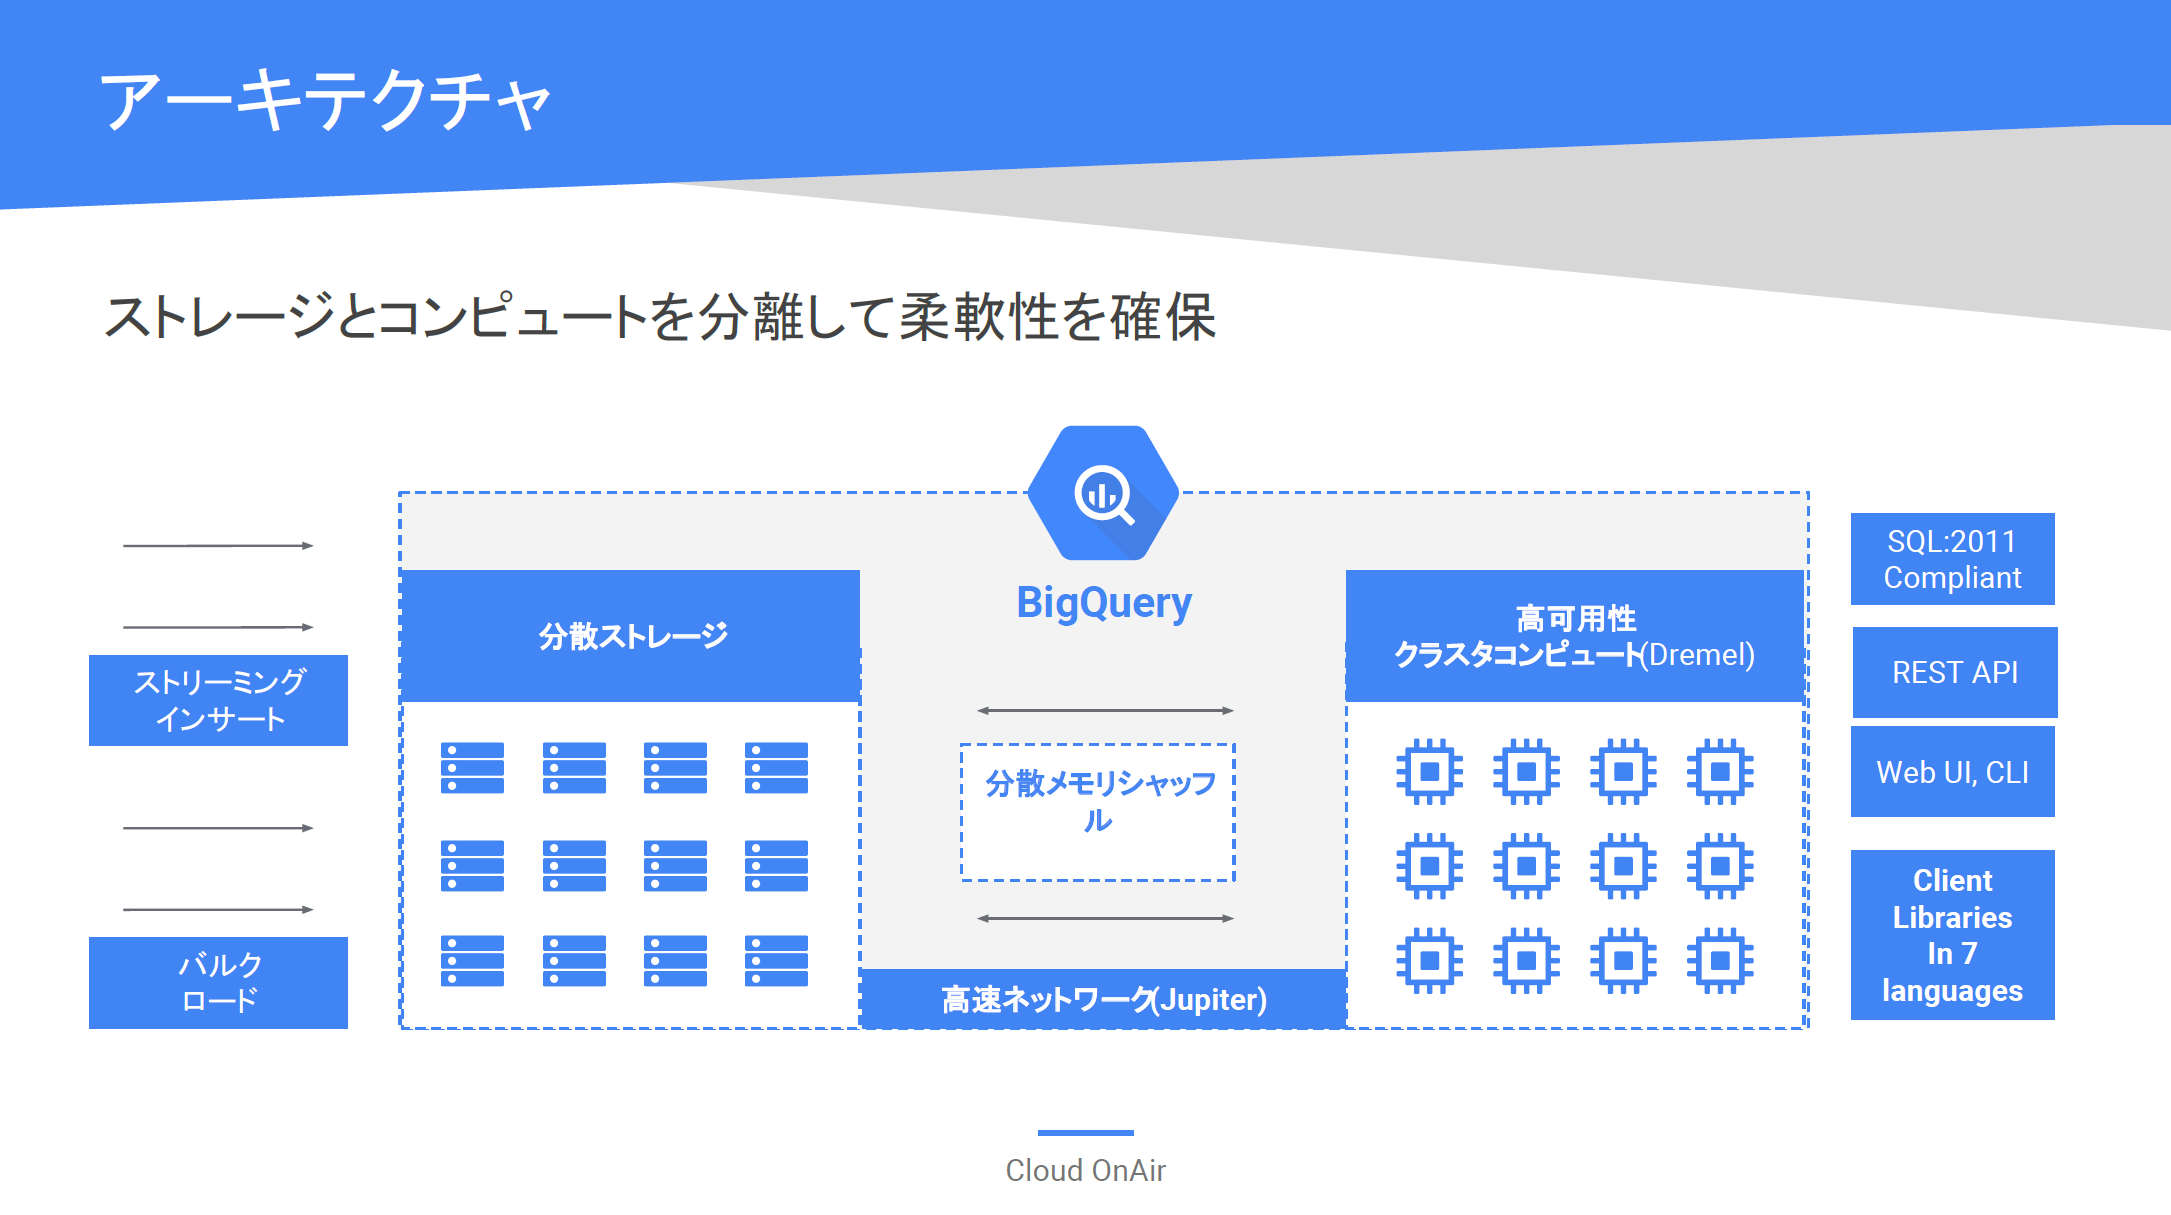 アーキテクチャ
ストレージとコンピュートを分離して柔軟性を確保
ストリーミング
インサート
バルク
ロード
分散ストレージ
BigQuery
分散メモリシャッフ
ル
高速ネットワーク(Jupiter)
高可用性
クラスタコンピュート(Dremel)
SQL:2011
Compliant
REST API
Web UI, CLI
Client
Libraries
In 7
languages
Cloud OnAir